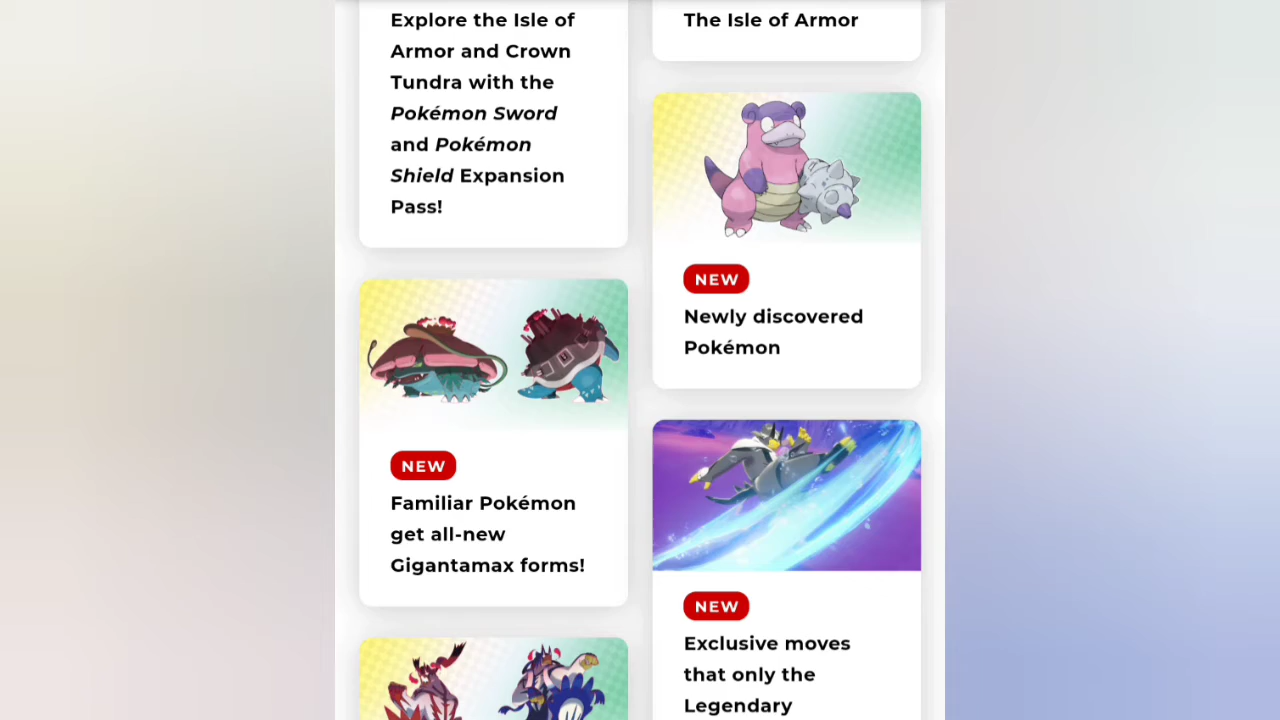 Explore the Isle of
Armor and Crown
Tundra with the
Pokémon Sword
and Pokémon
Shield Expansion
Pass!
NEW
Familiar Pokémon
get all-new
Gigantamax forms!
The Isle of Armor
NEW
Newly discovered
Pokémon
NEW
Exclusive moves
that only the
Legendary